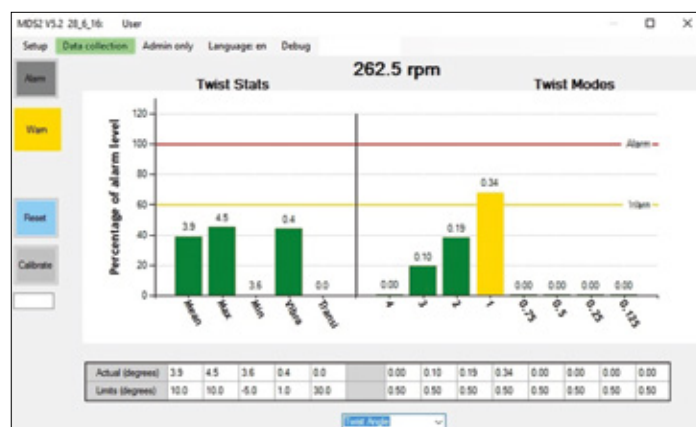 MDS2 V5.2 28_6_16: User
Setup Data collection Admin only Language: en Debug
262.5 rpm
Alarm
Warn
Reset
Calibrate
Twist Stats
Twist Modes
Percentage of alarm level
120
100
80
60
40
20
0
Alarm
Warn
3.9 4.5 3.6 0.4 0.0 0.00 0.10 0.19 0.34 0.00 0.00 0.00 0.00
Mean Max Min Vibra Transi 4 3 2 1 0.75 0.5 0.25 0.125
Actual (degrees) 3.9 4.5 3.6 0.4 0.0 0.00 0.10 0.19 0.34 0.00 0.00 0.00 0.00
Limits (degrees) 10.0 10.0 -5.0 1.0 30.0 0.50 0.50 0.50 0.50 0.50 0.50 0.50 0.50
Twist Angle